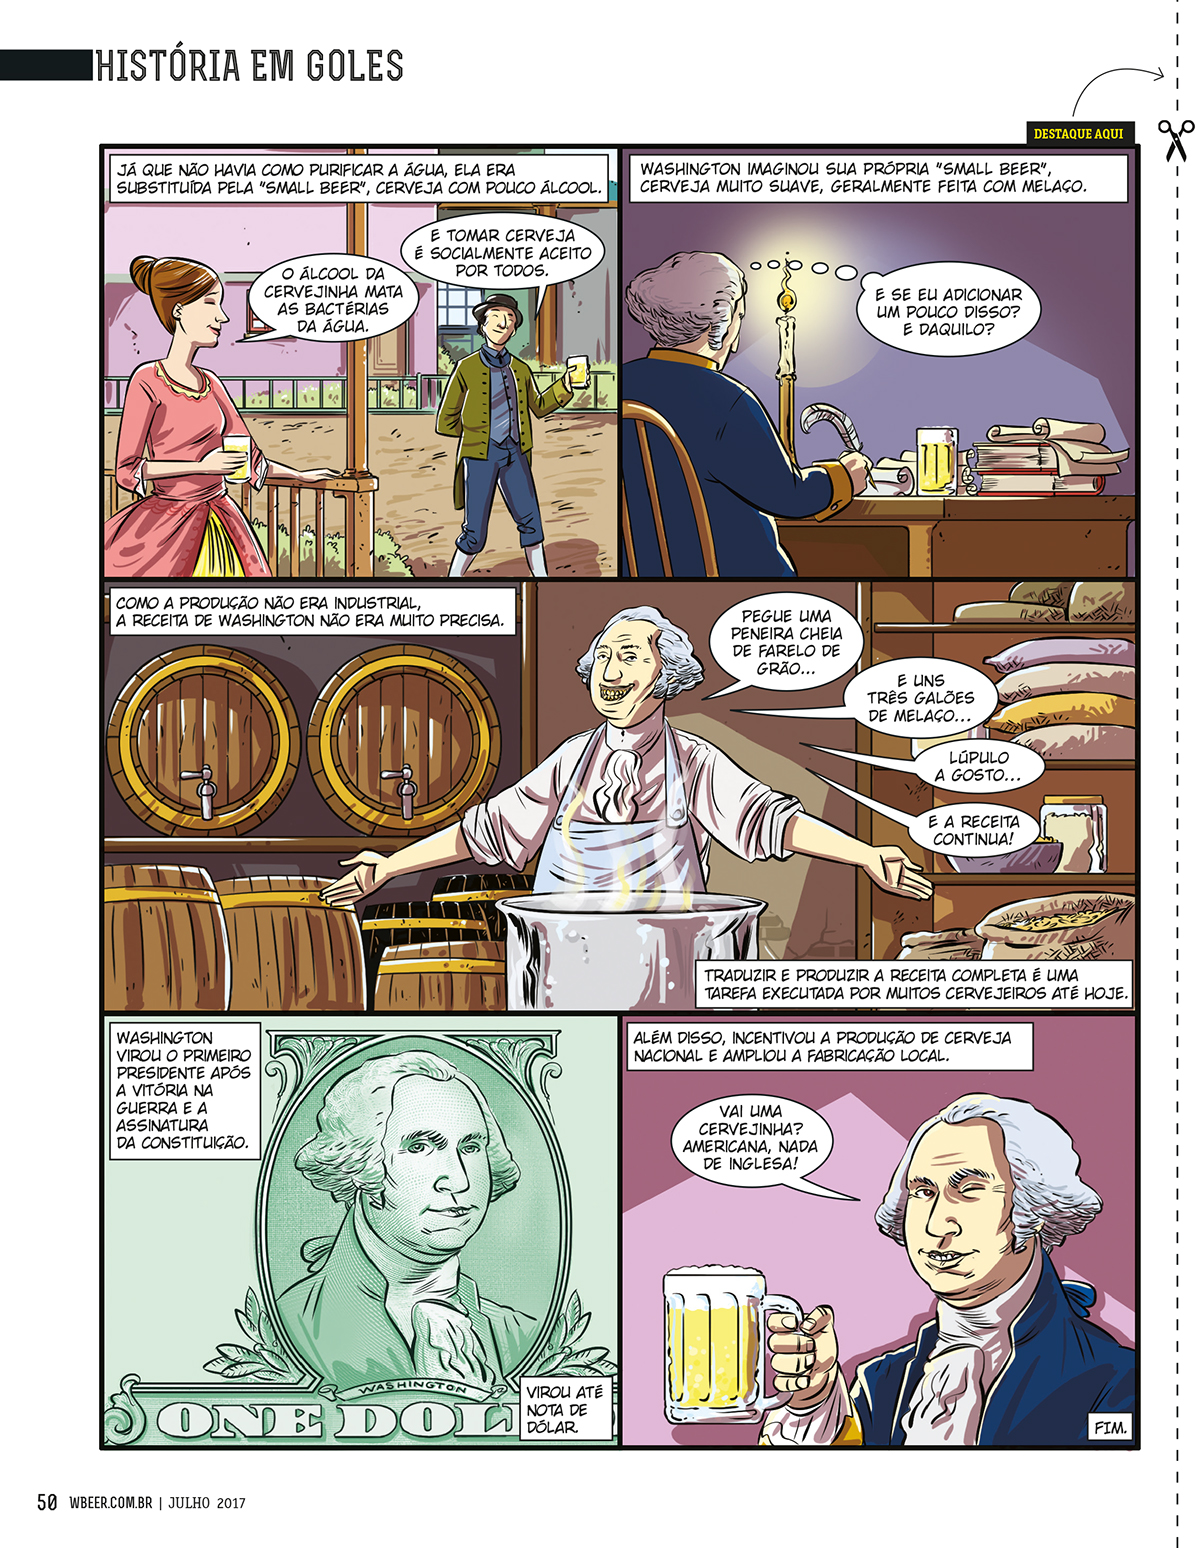 HISTÓRIA EM GOLES
DESTAQUE AQUI
JÁ QUE NÃO HAVIA COMO PURIFICAR A ÁGUA, ELA ERA
SUBSTITUÍDA PELA "SMALL BEER", CERVEJA COM POUCO ÁLCOOL.
E TOMAR CERVEJA
É SOCIALMENTE ACEITO
POR TODOS.
O ÁLCOOL DA
CERVEJINHA MATA
AS BACTÉRIAS
DA ÁGUA.
WASHINGTON IMAGINOU SUA PRÓPRIA "SMALL BEER",
CERVEJA MUITO SUAVE, GERALMENTE FEITA COM MELAÇO.
E SE EU ADICIONAR
UM POUCO DISSO?
E DAQUILO?
COMO A PRODUÇÃO NÃO ERA INDUSTRIAL,
A RECEITA DE WASHINGTON NÃO ERA MUITO PRECISA.
PEGUE UMA
PENEIRA CHEIA
DE FARELO DE
GRÃO...
E UNS
TRÊS GALÕES
DE MELAÇO...
LÚPULO
A GOSTO...
E A RECEITA
CONTINUA!
TRADUZIR E PRODUZIR A RECEITA COMPLETA É UMA
TAREFA EXECUTADA POR MUITOS CERVEJEIROS ATÉ HOJE.
WASHINGTON
VIROU O PRIMEIRO
PRESIDENTE APÓS
A VITÓRIA NA
GUERRA E A
ASSINATURA
DA CONSTITUIÇÃO.
WASHINGTON
ONE DOL
VIROU ATÉ
NOTA DE
DÓLAR.
ALÉM DISSO, INCENTIVOU A PRODUÇÃO DE CERVEJA
NACIONAL E AMPLIOU A FABRICAÇÃO LOCAL.
VAI UMA
CERVEJINHA?
AMERICANA, NADA
DE INGLESA!
FIM.
50 WBEER.COM.BR | JULHO 2017